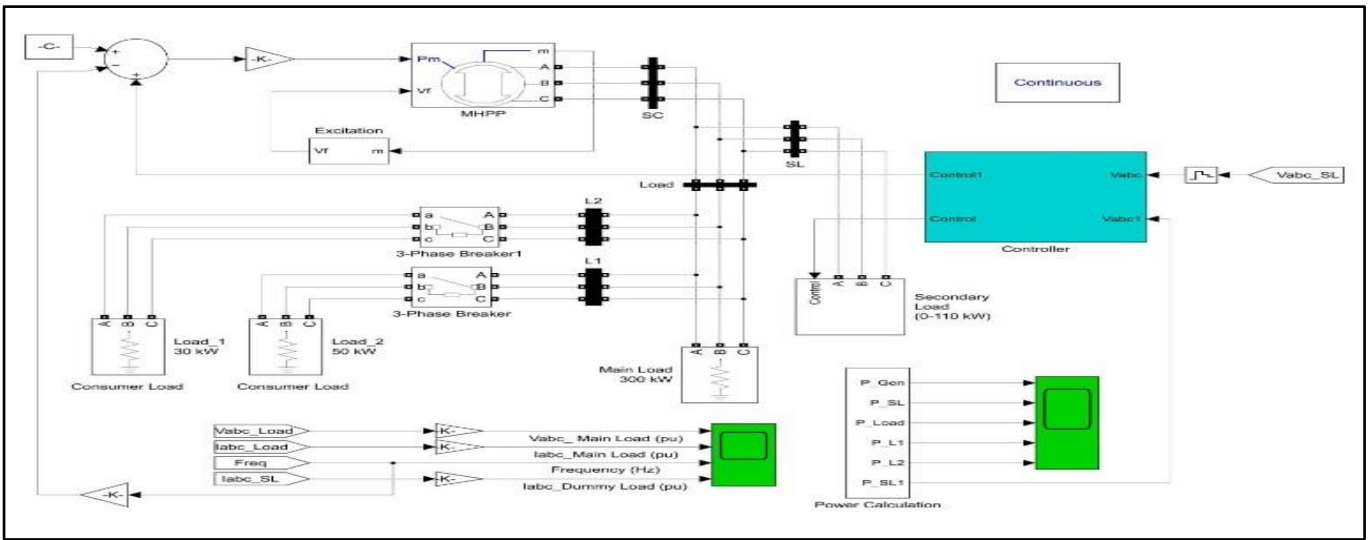 -C-
+
−
+
-K-
Pm
m
A
B
C
Vf
MHPP
SC
Continuous
Excitation
Vf
m
SL
Control1
Vabc
Vabc_SL
Control
Vabc1
Controller
Load
L2
a
A
b
B
c
C
3-Phase Breaker1
L1
a
A
b
B
c
C
3-Phase Breaker
Control
A
B
C
Secondary
Load
(0-110 kW)
A
B
C
Load_1
30 kW
Consumer Load
A
B
C
Load_2
50 kW
Consumer Load
A
B
C
Main Load
300 kW
P_Gen
P_SL
P_Load
P_L1
P_L2
P_SL1
Power Calculation
Vabc_Load
-K-
Vabc_ Main Load (pu)
Iabc_Load
-K-
Iabc_Main Load (pu)
Freq
Frequency (Hz)
Iabc_SL
-K-
Iabc_Dummy Load (pu)
-K-